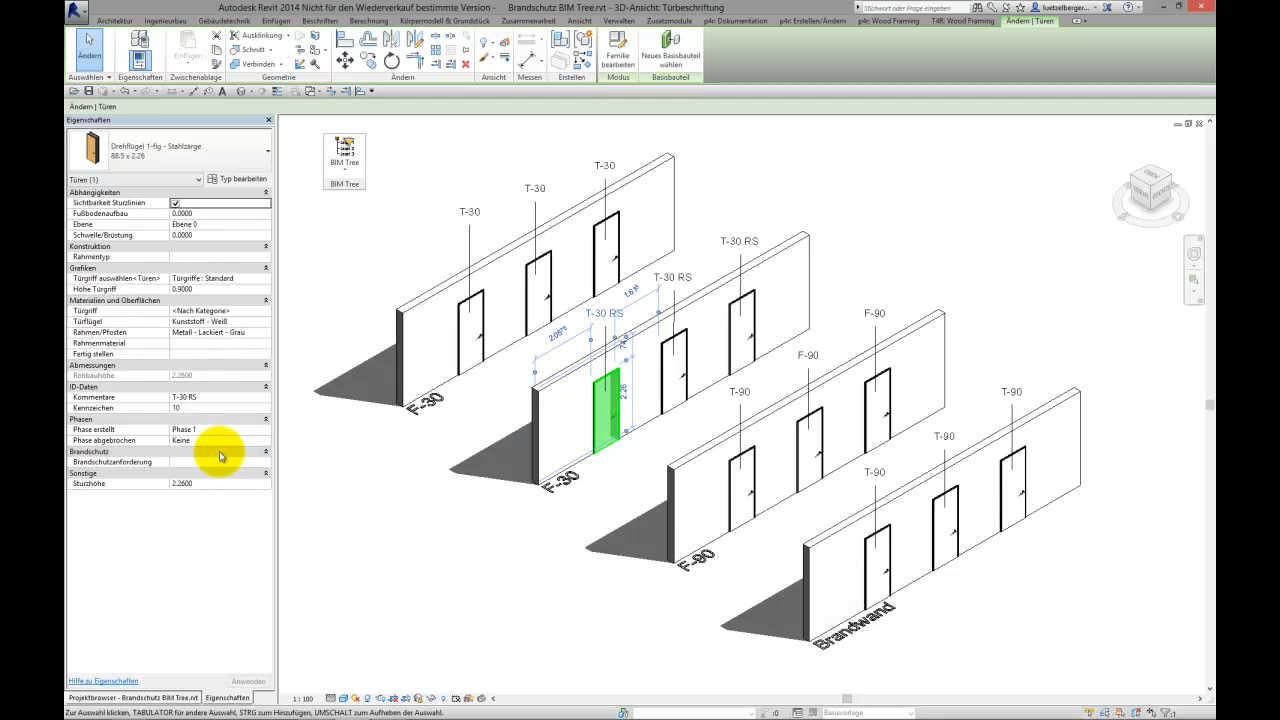 Autodesk Revit 2014 Nicht für den Wiederverkauf bestimmte Version - Brandschutz BIM Tree.rvt - 3D-Ansicht: Türbeschriftung
Stichwort oder Frage eingeben
luetzelberger...
Architektur Ingenieurbau Gebäudetechnik Einfügen Beschriften Berechnung Körpermodell & Grundstück Zusammenarbeit Ansicht Verwalten Zusatzmodule p4r: Dokumentation p4r: Erstellen/Ändern p4r: Wood Framing T4R: Wood Framing Ändern | Türen
Ändern
Einfügen
Ausklinkung
Schnitt
Verbinden
Familie bearbeiten
Neues Basisbauteil wählen
Auswählen Eigenschaften Zwischenablage Geometrie Ändern Ansicht Messen Erstellen Modus Basisbauteil
Ändern | Türen
Eigenschaften
Drehflügel 1-flg - Stahlzarge
88.5 x 2.26
Türen (1) Typ bearbeiten
Abhängigkeiten
Sichtbarkeit Sturzlinien
Fußbodenaufbau 0.0000
Ebene Ebene 0
Schwelle/Brüstung 0.0000
Konstruktion
Rahmentyp
Grafiken
Türgriff auswählen<Türen> Türgriffe : Standard
Höhe Türgriff 0.9000
Materialien und Oberflächen
Türgriff <Nach Kategorie>
Türflügel Kunststoff - Weiß
Rahmen/Pfosten Metall - Lackiert - Grau
Rahmenmaterial
Fertig stellen
Abmessungen
Rohbauhöhe 2.2600
ID-Daten
Kommentare T-30 RS
Kennzeichen 10
Phasen
Phase erstellt Phase 1
Phase abgebrochen Keine
Brandschutz
Brandschutzanforderung
Sonstige
Sturzhöhe 2.2600
Hilfe zu Eigenschaften Anwenden
Projektbrowser - Brandschutz BIM Tree.rvt Eigenschaften
BIM Tree
BIM Tree
T-30
T-30
T-30
F-30
T-30 RS
T-30 RS
T-30 RS
2.26
F-30
F-90
F-90
T-90
F-90
T-90
T-90
T-90
Brandwand
1 : 100
Zur Auswahl klicken, TABULATOR für andere Auswahl, STRG zum Hinzufügen, UMSCHALT zum Aufheben der Auswahl.
:0
Basisvorlage
:1